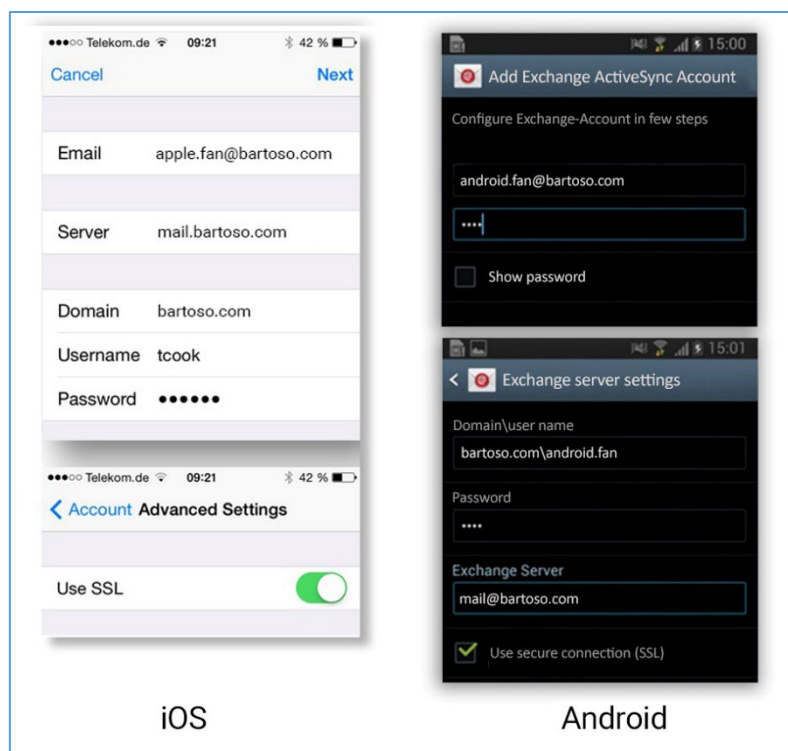 ●●●○○ Telekom.de 09:21 42 %
Cancel Next
Email apple.fan@bartoso.com
Server mail.bartoso.com
Domain bartoso.com
Username tcook
Password ●●●●●●
●●●○○ Telekom.de 09:21 42 %
Account Advanced Settings
Use SSL
iOS
15:00
Add Exchange ActiveSync Account
Configure Exchange-Account in few steps
android.fan@bartoso.com
••••
Show password
15:01
Exchange server settings
Domain\user name
bartoso.com\android.fan
Password
••••
Exchange Server
mail@bartoso.com
Use secure connection (SSL)
Android